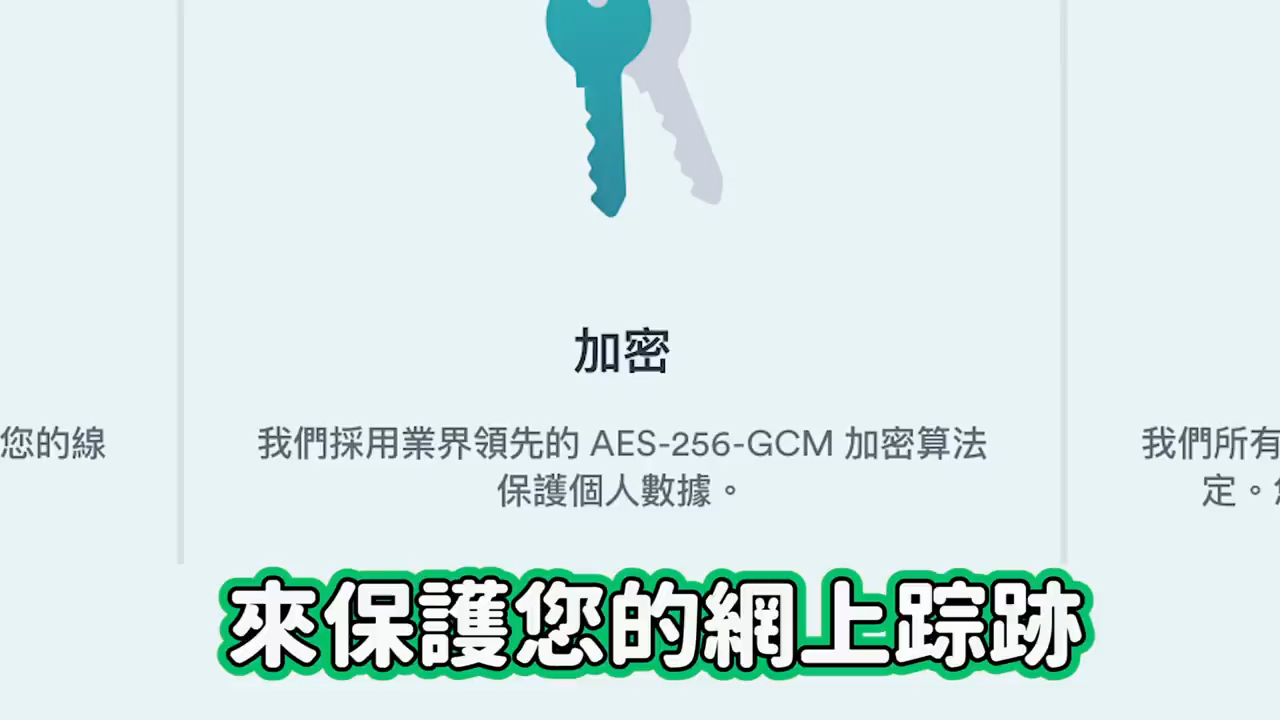 加密
您的線
我們採用業界領先的 AES-256-GCM 加密算法
保護個人數據。
我們所有
定。
來保護您的網上踪跡